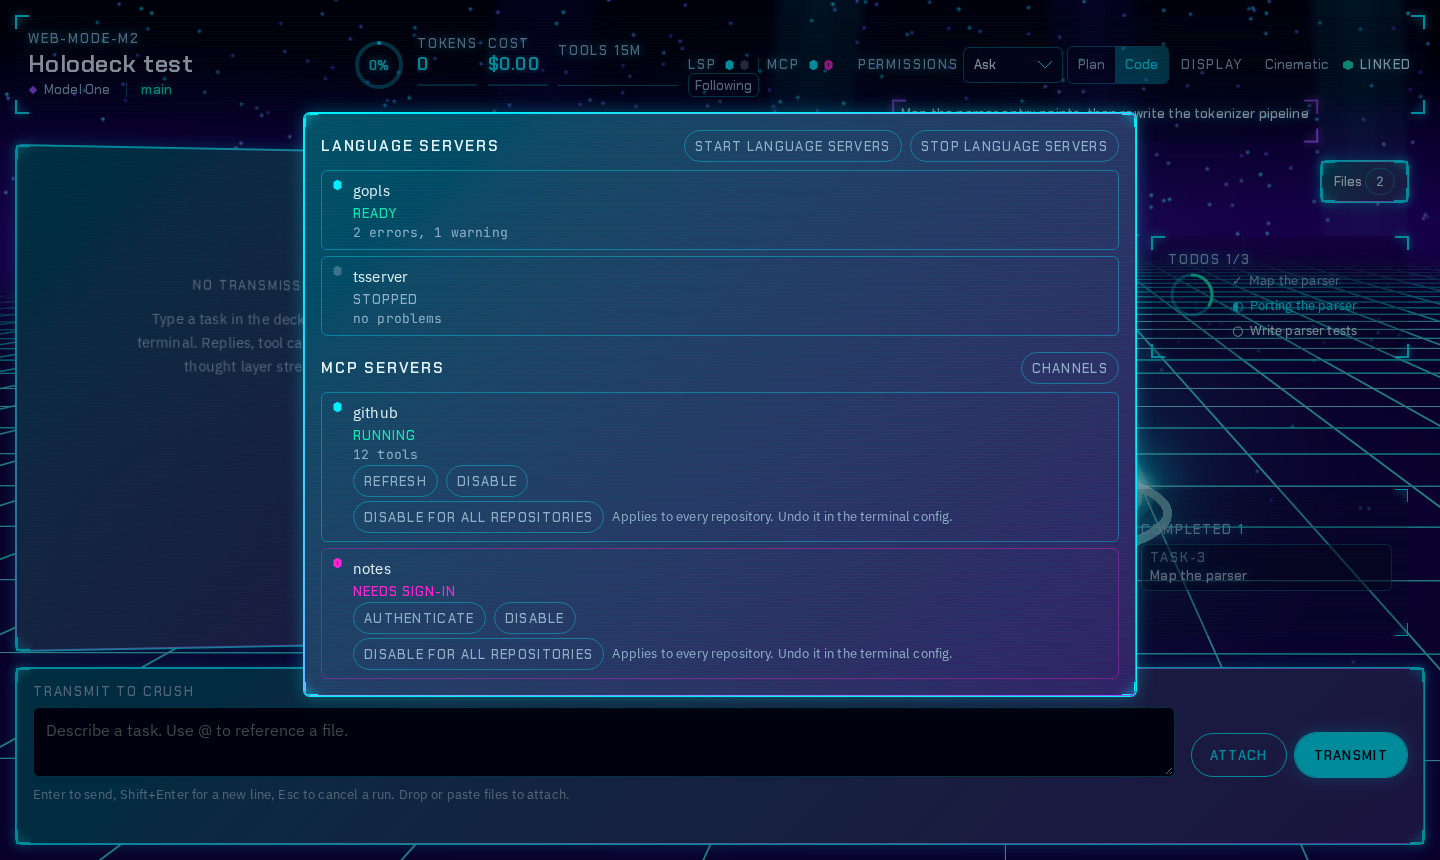 WEB-MODE-M2
Holodeck test
Model One main
0%
TOKENS
0
COST
$0.00
TOOLS 15M
LSP MCP
Following
PERMISSIONS Ask
Plan Code
DISPLAY Cinematic
LINKED
Map the parser entry points, then rewrite the tokenizer pipeline
Files 2
NO TRANSMISS
Type a task in the deck
terminal. Replies, tool ca
thought layer stre
LANGUAGE SERVERS
START LANGUAGE SERVERS STOP LANGUAGE SERVERS
gopls
READY
2 errors, 1 warning
tsserver
STOPPED
no problems
MCP SERVERS
CHANNELS
github
RUNNING
12 tools
REFRESH DISABLE
DISABLE FOR ALL REPOSITORIES Applies to every repository. Undo it in the terminal config.
notes
NEEDS SIGN-IN
AUTHENTICATE DISABLE
DISABLE FOR ALL REPOSITORIES Applies to every repository. Undo it in the terminal config.
TODOS 1/3
✓ Map the parser
◐ Porting the parser
○ Write parser tests
COMPLETED 1
TASK-3
Map the parser
TRANSMIT TO CRUSH
Describe a task. Use @ to reference a file.
ATTACH TRANSMIT
Enter to send, Shift+Enter for a new line, Esc to cancel a run. Drop or paste files to attach.